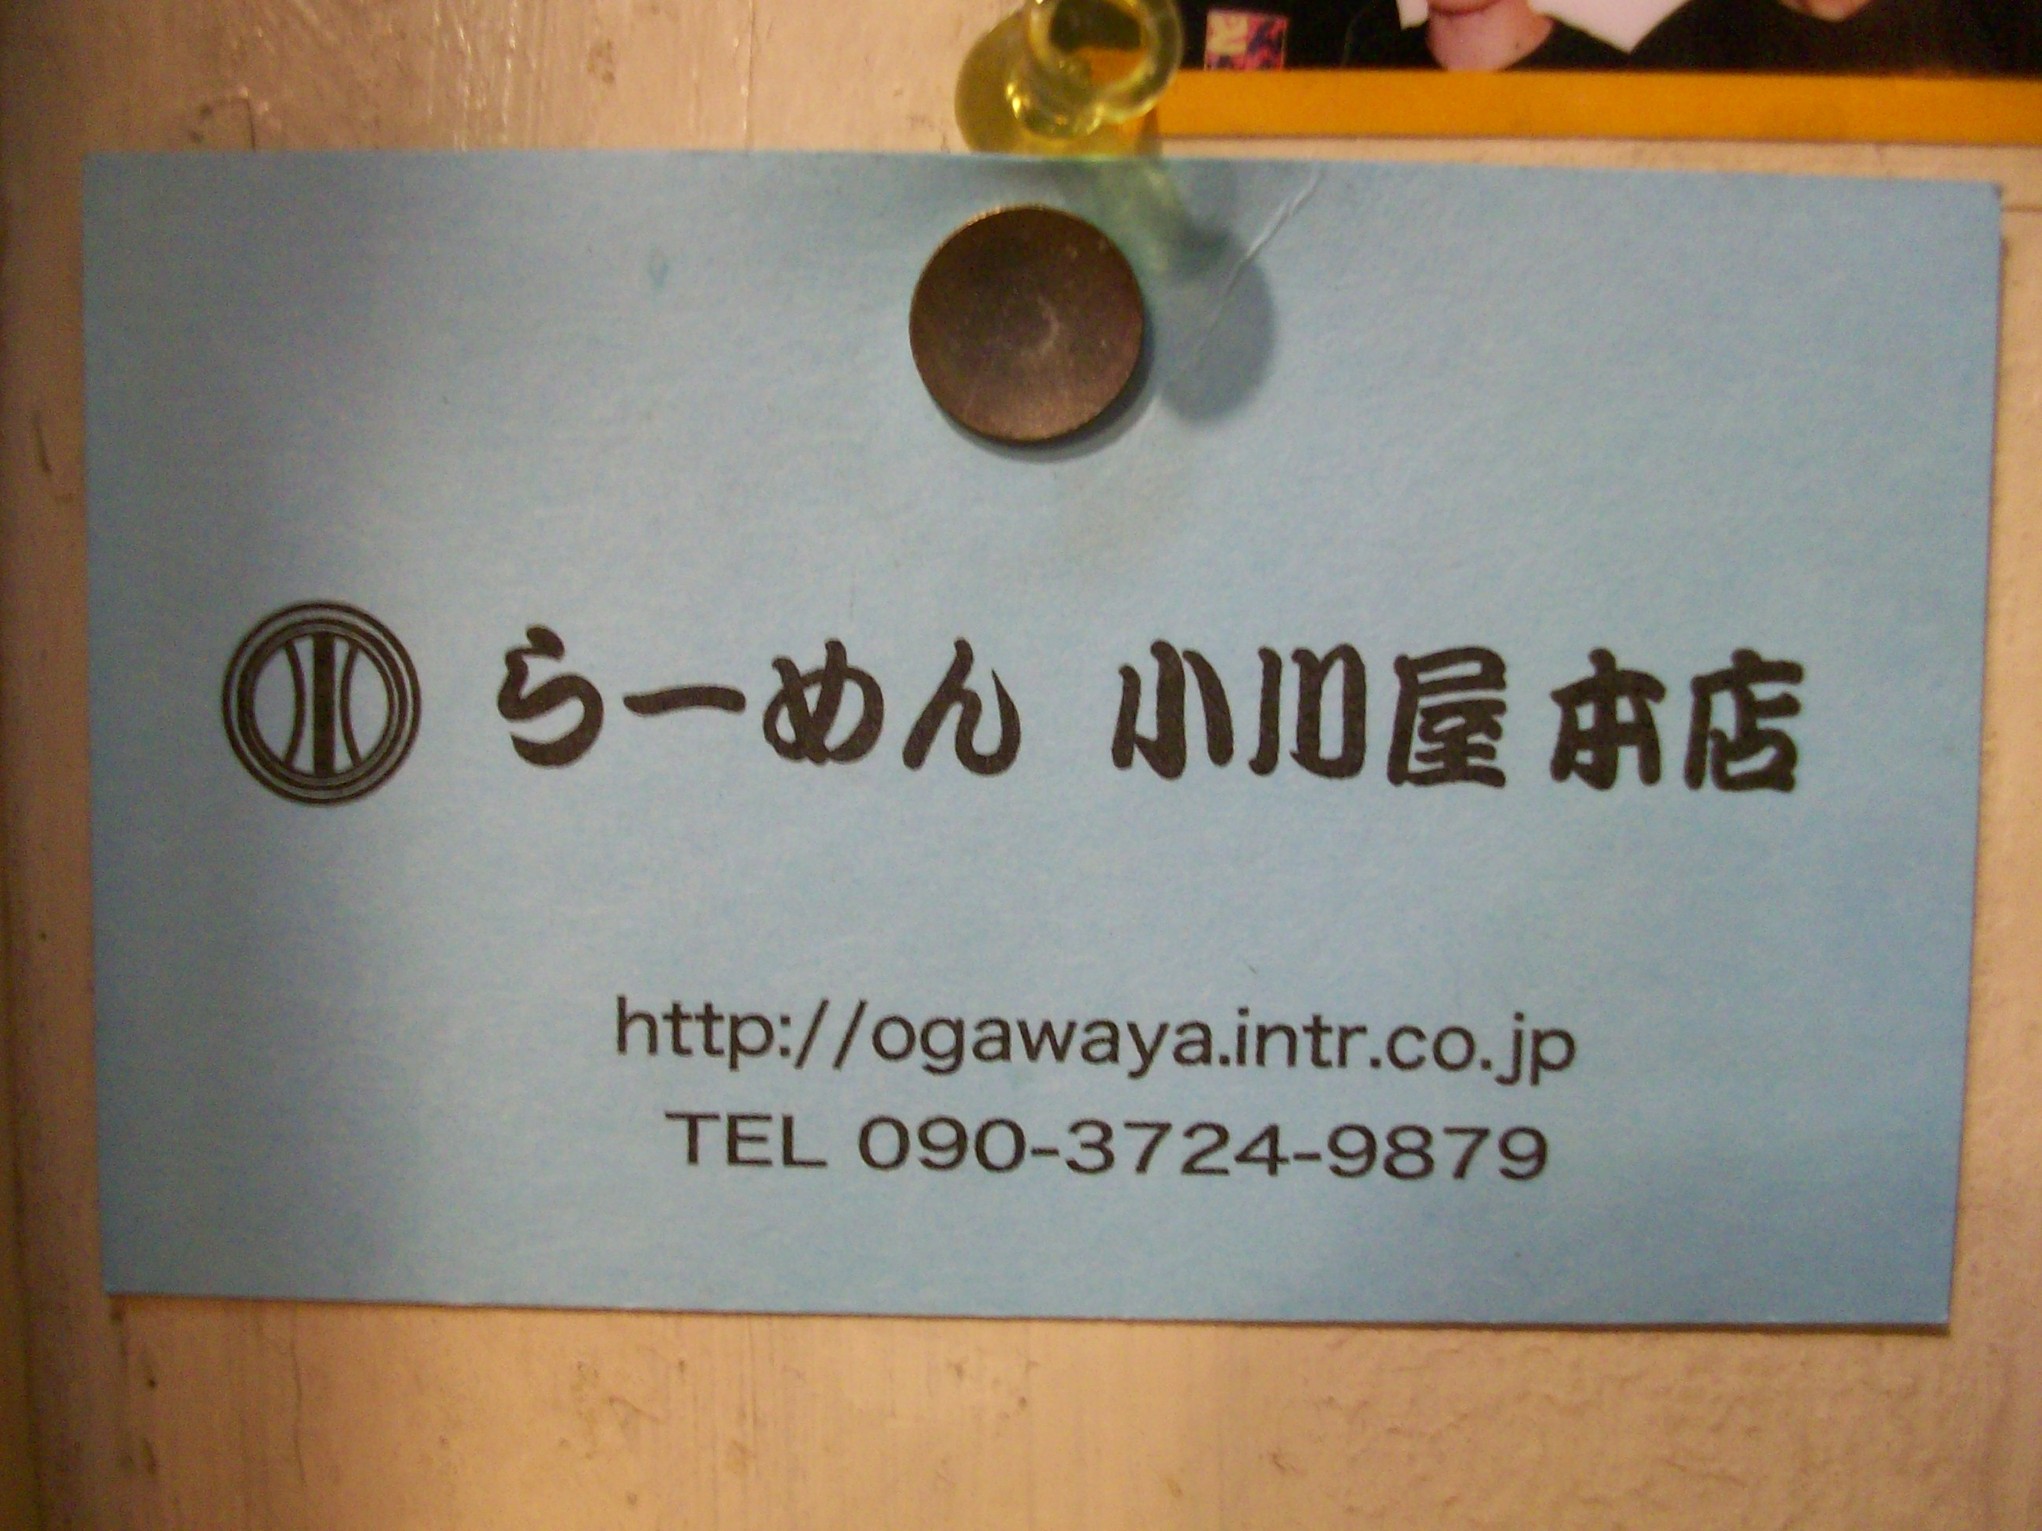 らーめん 小川屋 本店
http://ogawaya.intr.co.jp
TEL 090-3724-9879